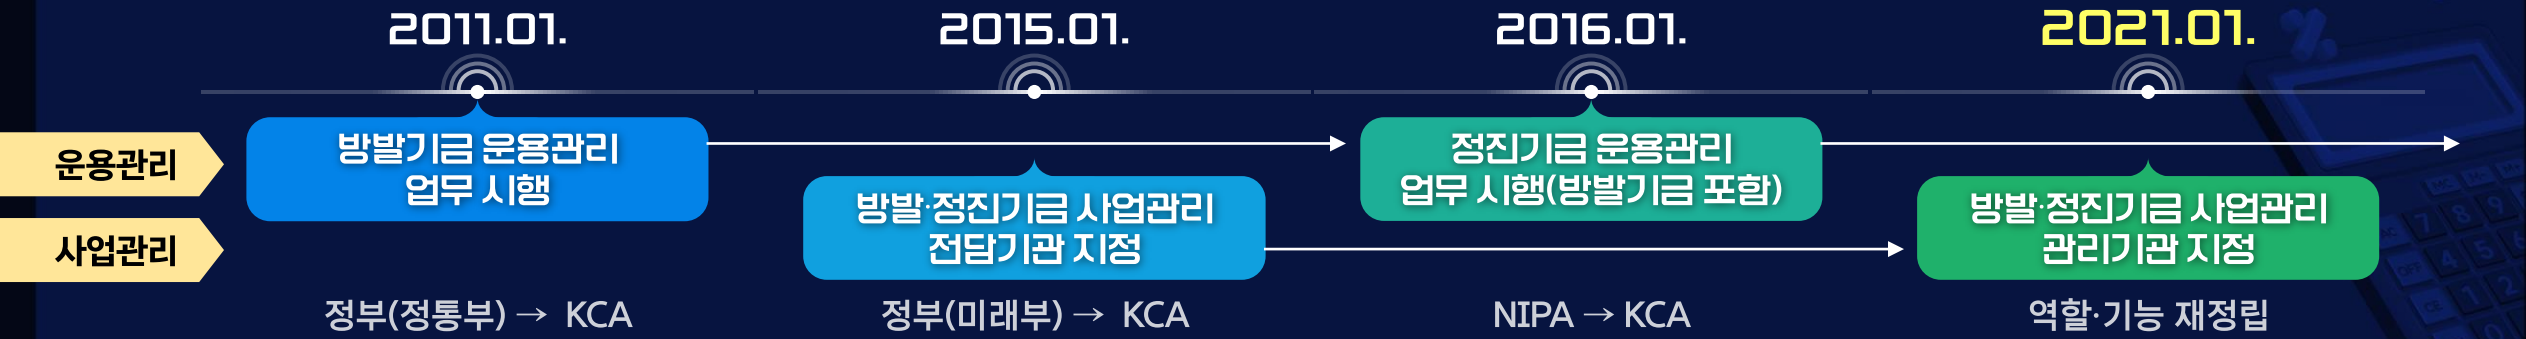 2011.01.
2015.01.
2016.01.
2021.01.
운용관리
방발기금 운용관리
업무 시행
정진기금 운용관리
업무 시행(방발기금 포함)
사업관리
방발·정진기금 사업관리
전담기관 지정
방발·정진기금 사업관리
관리기관 지정
정부(정통부) → KCA
정부(미래부) → KCA
NIPA → KCA
역할·기능 재정립